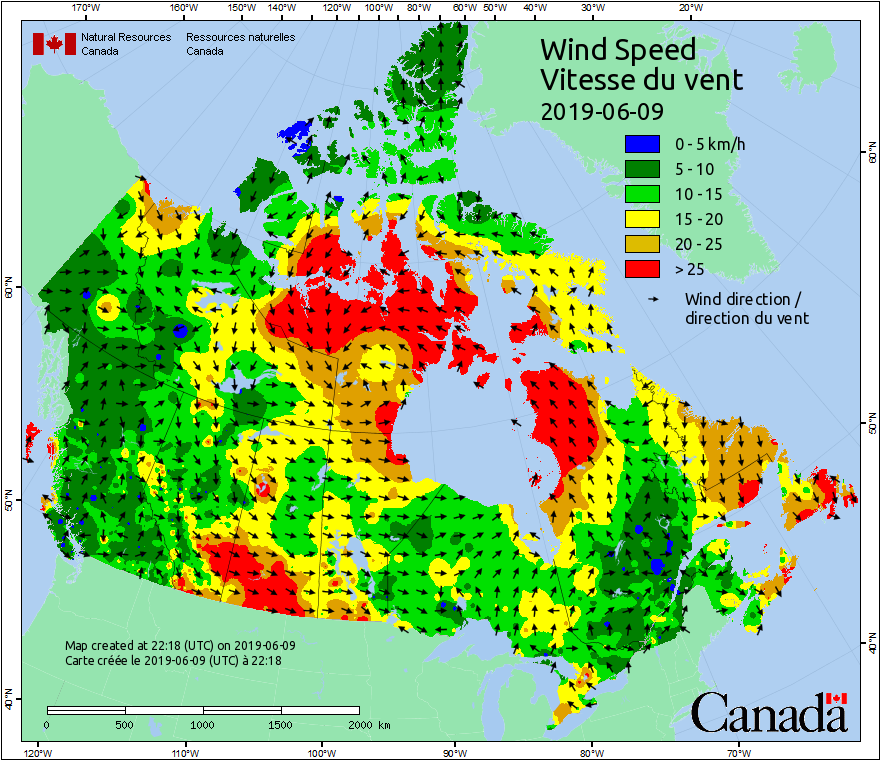 170°W 160°W 150°W 140°W 130°W 120°W 110°W 100°W 90°W 80°W 70°W 60°W 50°W 40°W 30°W 20°W
Natural Resources Ressources naturelles
Canada Canada
Wind Speed
Vitesse du vent
2019-06-09
0 - 5 km/h
5 - 10
10 - 15
15 - 20
20 - 25
> 25
Wind direction /
direction du vent
60°N
60°N
50°N
50°N
40°N
40°N
Map created at 22:18 (UTC) on 2019-06-09
Carte créée le 2019-06-09 (UTC) à 22:18
0 500 1000 1500 2000 km
Canada
120°W 110°W 100°W 90°W 80°W 70°W